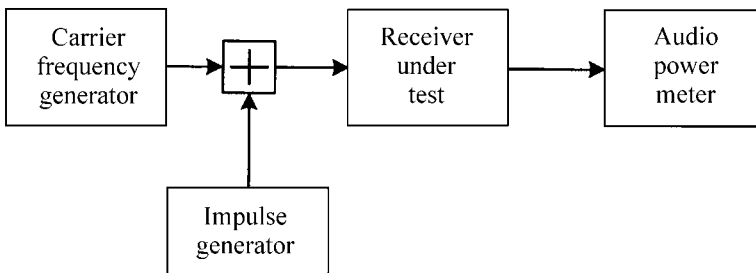 Carrier
frequency
generator
Receiver
under
test
Audio
power
meter
Impulse
generator